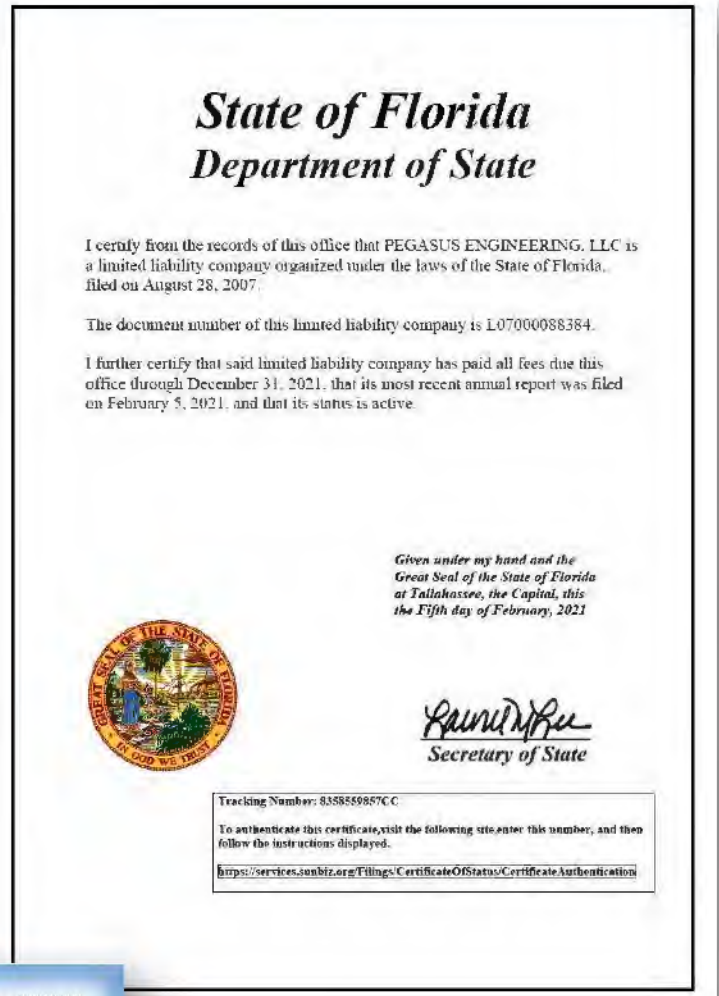 State of Florida
Department of State
I certify from the records of this office that PEGASUS ENGINEERING, LLC is
a limited liability company organized under the laws of the State of Florida,
filed on August 28, 2007.
The document number of this limited liability company is L07000088384.
I further certify that said limited liability company has paid all fees due this
office through December 31, 2021, that its most recent annual report was filed
on February 5, 2021, and that its status is active.
Given under my hand and the
Great Seal of the State of Florida
at Tallahassee, the Capital, this
the Fifth day of February, 2021
GREAT SEAL OF THE STATE OF FLORIDA
IN GOD WE TRUST
Secretary of State
Tracking Number: 8358559857CC
To authenticate this certificate,visit the following site,enter this number, and then
follow the instructions displayed.
https://services.sunbiz.org/Filings/CertificateOfStatus/CertificateAuthentication